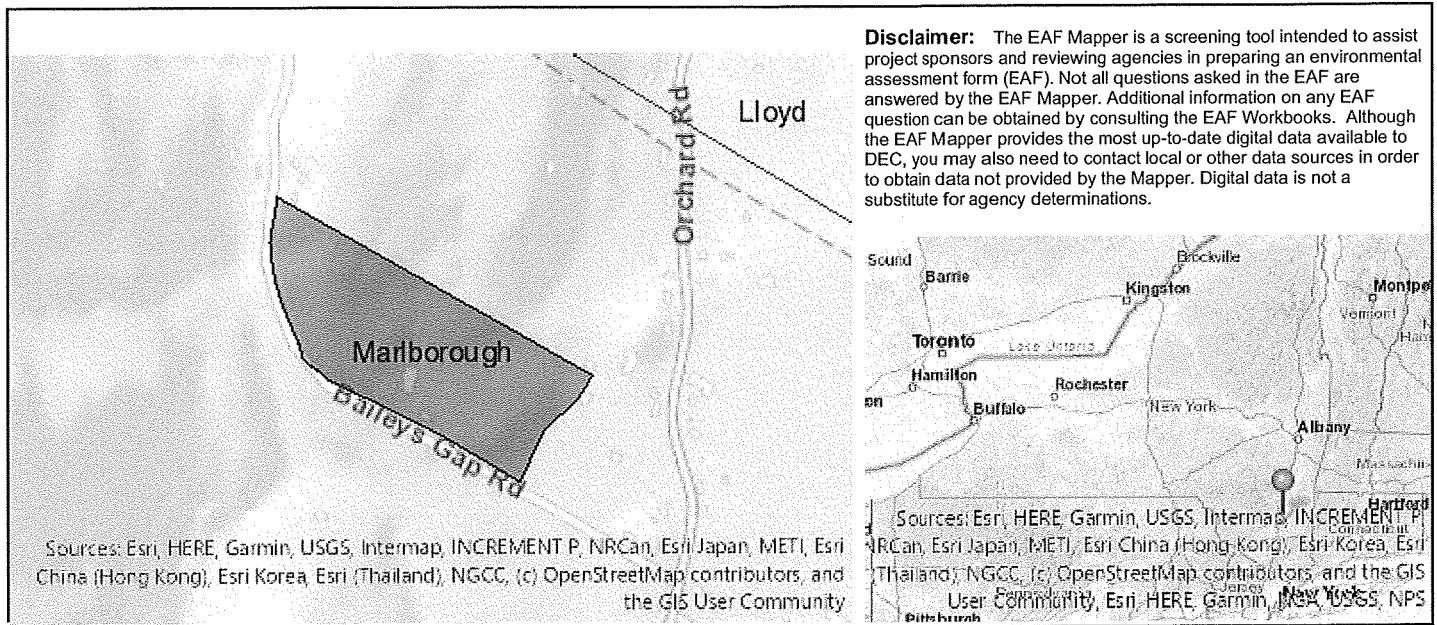 Disclaimer: The EAF Mapper is a screening tool intended to assist
project sponsors and reviewing agencies in preparing an environmental
assessment form (EAF). Not all questions asked in the EAF are
answered by the EAF Mapper. Additional information on any EAF
question can be obtained by consulting the EAF Workbooks. Although
the EAF Mapper provides the most up-to-date digital data available to
DEC, you may also need to contact local or other data sources in order
to obtain data not provided by the Mapper. Digital data is not a
substitute for agency determinations.
Lloyd
Orchard Rd
Marlborough
Baileys Gap Rd
Sources: Esri, HERE, Garmin, USGS, Intermap, INCREMENT P, NRCan, Esri Japan, METI, Esri
China (Hong Kong), Esri Korea, Esri (Thailand), NGCC, (c) OpenStreetMap contributors, and
the GIS User Community
Sound
Barrie
Brockville
Kingston
Montpe
Vermont
Toronto
Lake Ontario
Hamilton
Rochester
Buffalo
New York
Albany
Massachu
Hartford
Connecticut
Sources: Esri, HERE, Garmin, USGS, Intermap, INCREMENT P,
NRCan, Esri Japan, METI, Esri China (Hong Kong), Esri Korea, Esri
(Thailand), NGCC, (c) OpenStreetMap contributors, and the GIS
User Community, Esri, HERE, Garmin, NGA, USGS, NPS
New York
Pittsburgh